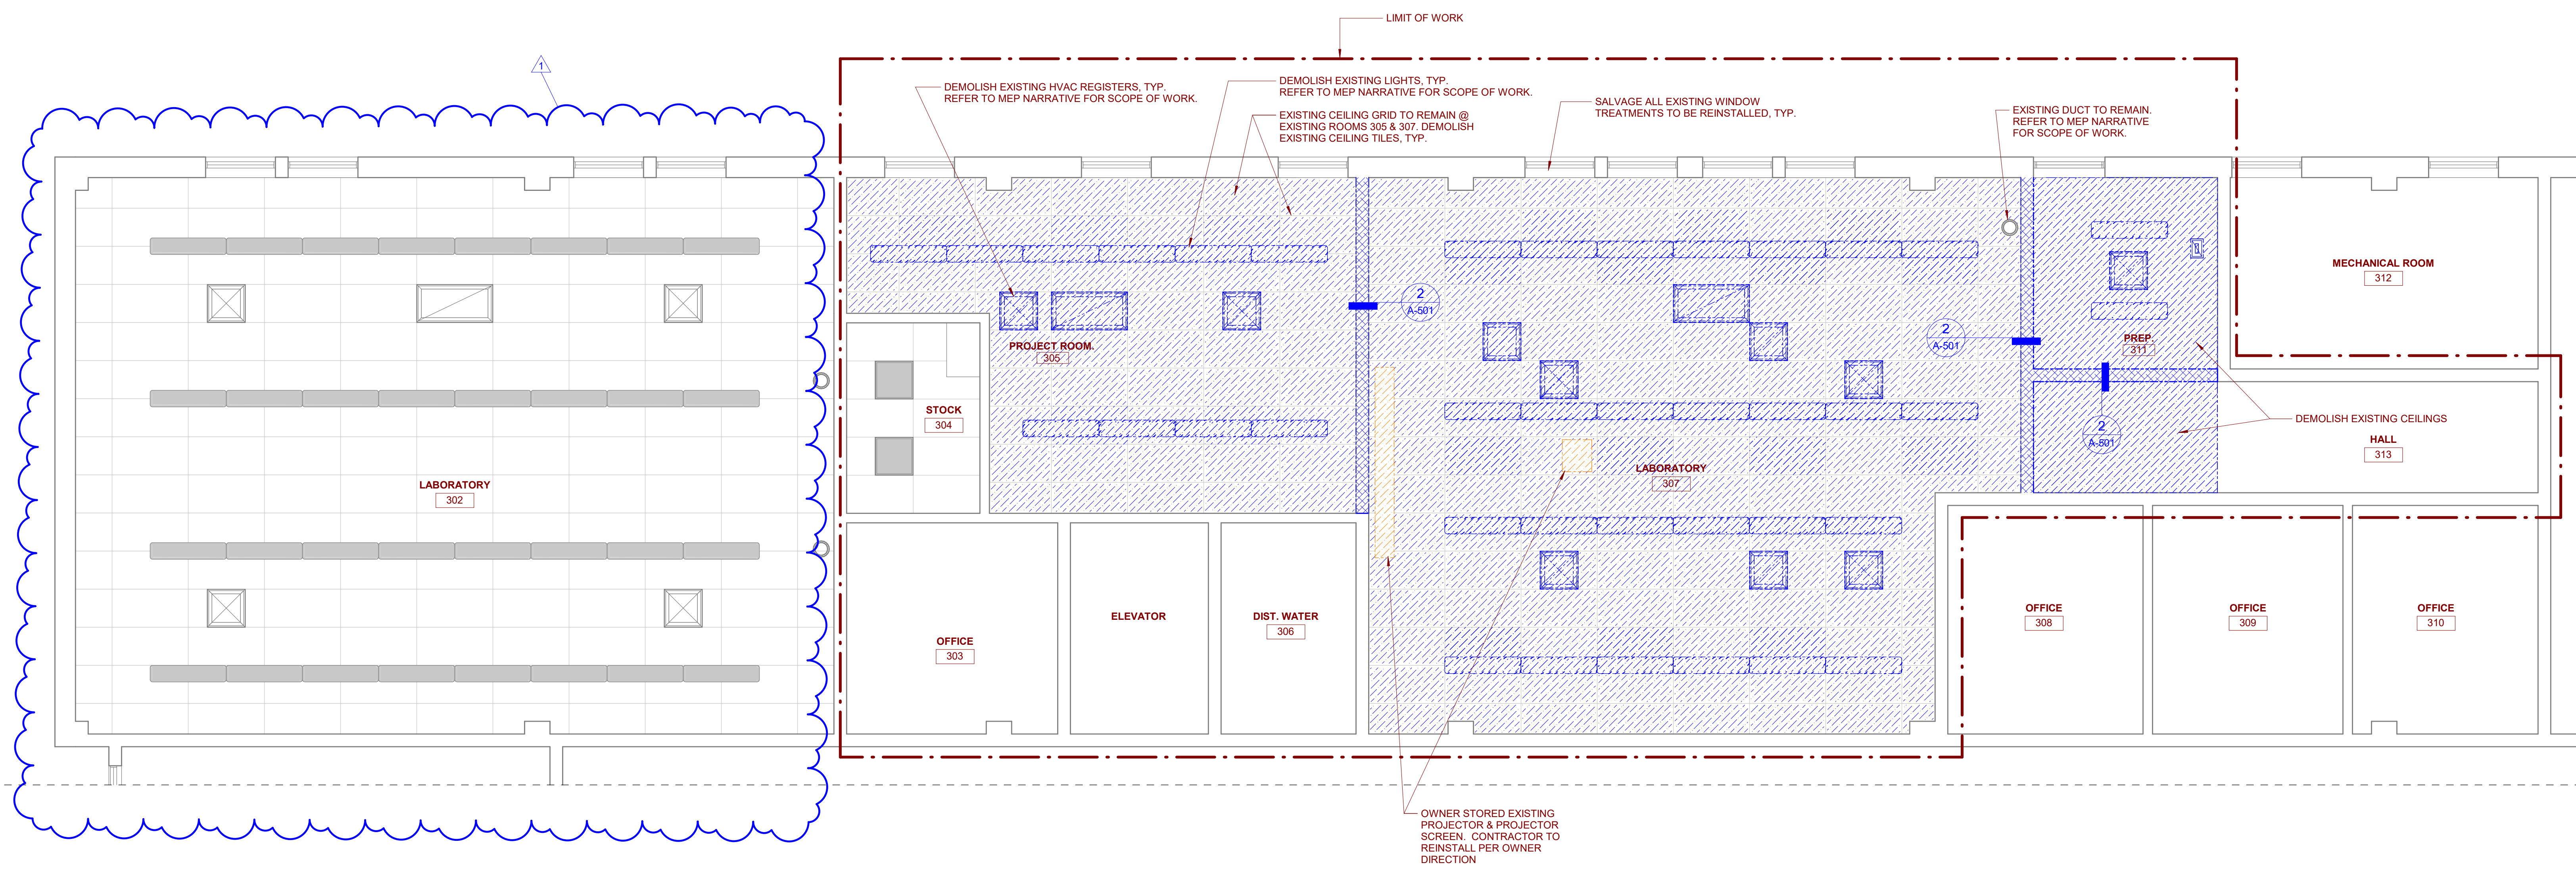 LIMIT OF WORK
1
DEMOLISH EXISTING HVAC REGISTERS, TYP.
REFER TO MEP NARRATIVE FOR SCOPE OF WORK.
DEMOLISH EXISTING LIGHTS, TYP.
REFER TO MEP NARRATIVE FOR SCOPE OF WORK.
EXISTING CEILING GRID TO REMAIN @
EXISTING ROOMS 305 & 307. DEMOLISH
EXISTING CEILING TILES, TYP.
SALVAGE ALL EXISTING WINDOW
TREATMENTS TO BE REINSTALLED, TYP.
EXISTING DUCT TO REMAIN.
REFER TO MEP NARRATIVE
FOR SCOPE OF WORK.
MECHANICAL ROOM
312
2
A-501
2
A-501
PREP.
311
PROJECT ROOM.
305
STOCK
304
DEMOLISH EXISTING CEILINGS
2
A-501
HALL
313
LABORATORY
302
LABORATORY
307
OFFICE
303
ELEVATOR
DIST. WATER
306
OFFICE
308
OFFICE
309
OFFICE
310
OWNER STORED EXISTING
PROJECTOR & PROJECTOR
SCREEN. CONTRACTOR TO
REINSTALL PER OWNER
DIRECTION